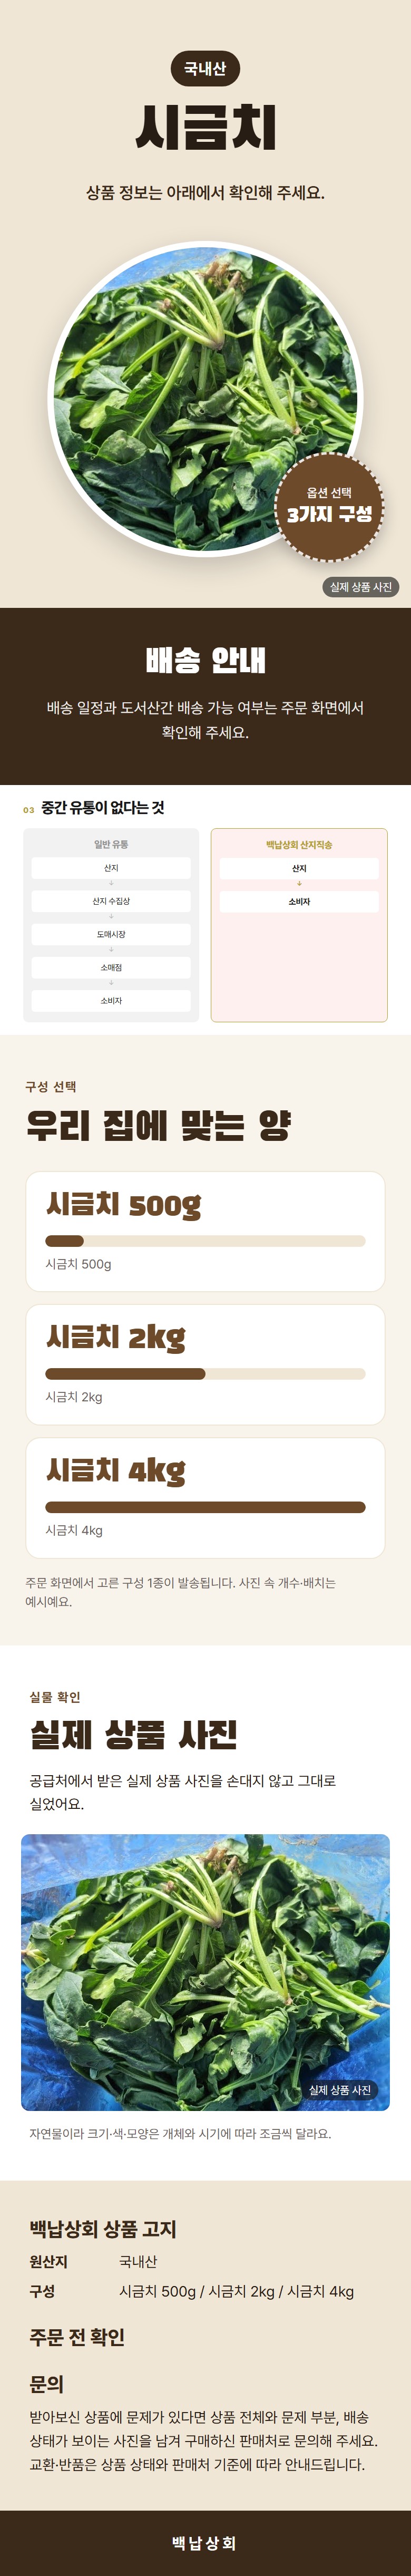 국내산
시금치
상품 정보는 아래에서 확인해 주세요.
옵션 선택
3가지 구성
실제 상품 사진
배송 안내
배송 일정과 도서산간 배송 가능 여부는 주문 화면에서
확인해 주세요.
03 중간 유통이 없다는 것
일반 유통
산지
↓
산지 수집상
↓
도매시장
↓
소매점
↓
소비자
백납상회 산지직송
산지
↓
소비자
구성 선택
우리 집에 맞는 양
시금치 500g
시금치 500g
시금치 2kg
시금치 2kg
시금치 4kg
시금치 4kg
주문 화면에서 고른 구성 1종이 발송됩니다. 사진 속 개수·배치는
예시예요.
실물 확인
실제 상품 사진
공급처에서 받은 실제 상품 사진을 손대지 않고 그대로
실었어요.
실제 상품 사진
자연물이라 크기·색·모양은 개체와 시기에 따라 조금씩 달라요.
백납상회 상품 고지
원산지 국내산
구성 시금치 500g / 시금치 2kg / 시금치 4kg
주문 전 확인
문의
받아보신 상품에 문제가 있다면 상품 전체와 문제 부분, 배송
상태가 보이는 사진을 남겨 구매하신 판매처로 문의해 주세요.
교환·반품은 상품 상태와 판매처 기준에 따라 안내드립니다.
백납상회